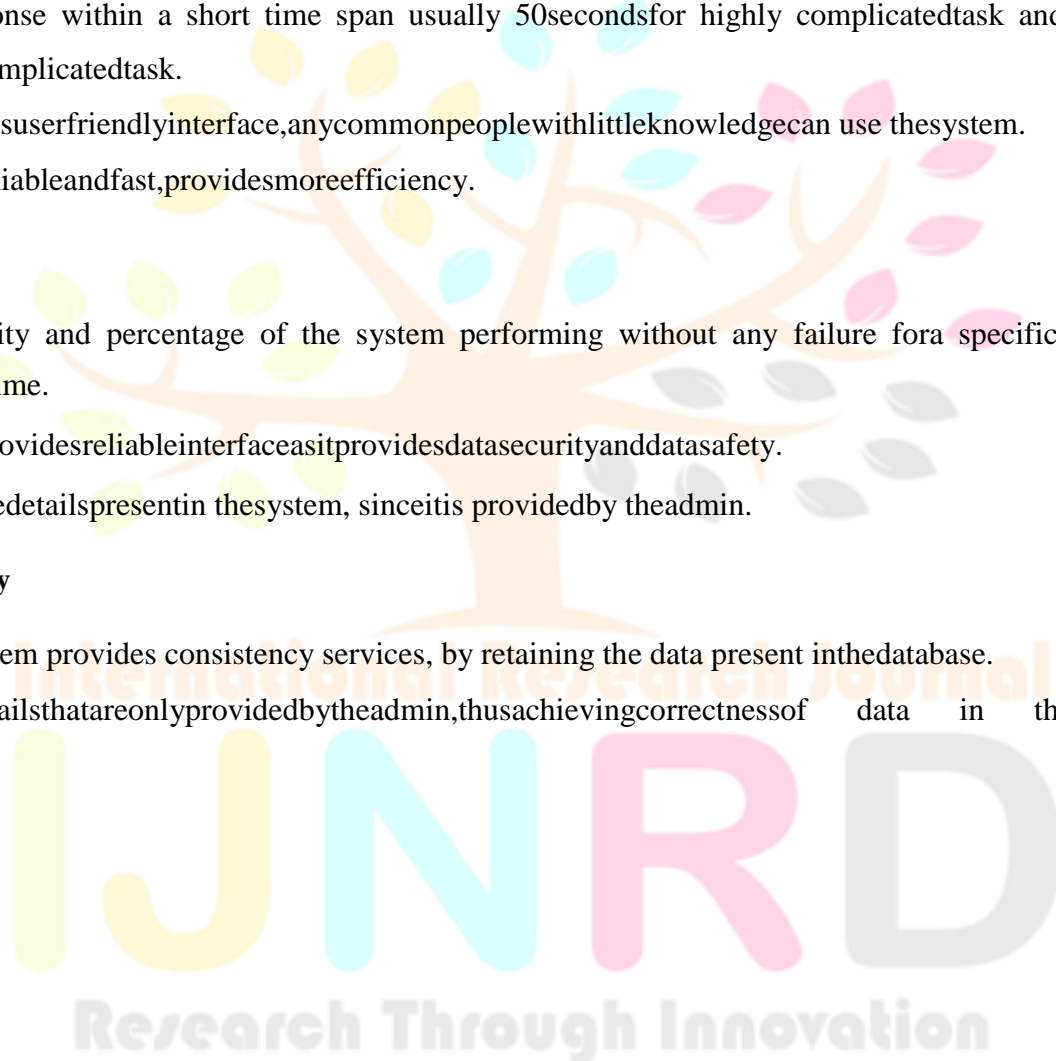 onse within a short time span usually 50secondsfor highly complicatedtask and
mplicatedtask.
suserfriendlyinterface,anycommonpeoplewithlittleknowledgecan use thesystem.
liableandfast,providesmoreefficiency.
ity and percentage of the system performing without any failure fora specific
ime.
ovidesreliableinterfaceasitprovidesdatasecurityanddatasafety.
edetailspresentin thesystem, sinceitis providedby theadmin.
y
em provides consistency services, by retaining the data present inthedatabase.
International Research Journal
ailsthatareonlyprovidedbytheadmin,thusachievingcorrectnessof data in th
IJNRD
Research Through Innovation